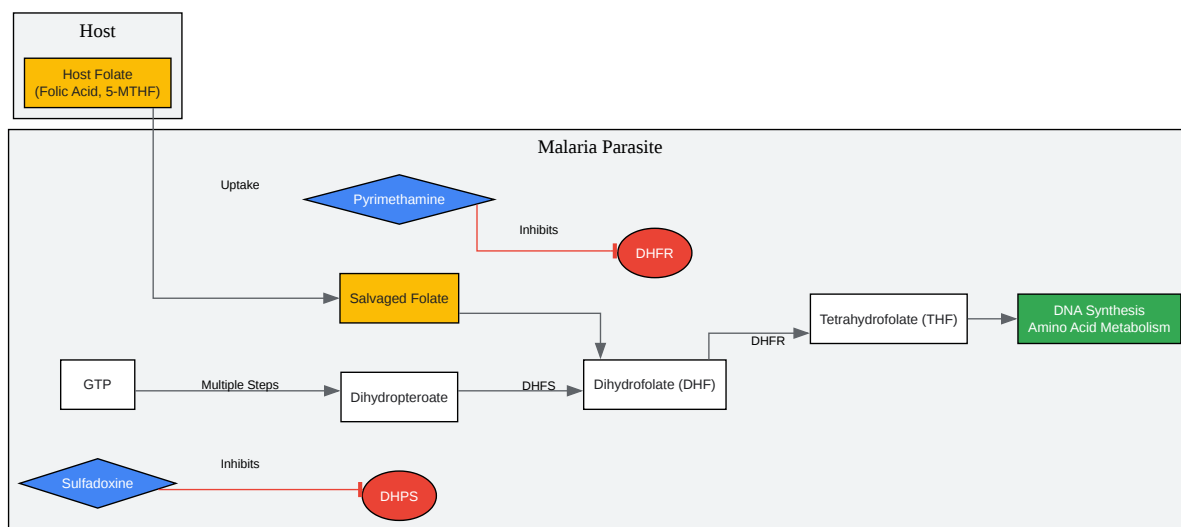 Host
Host Folate
(Folic Acid, 5-MTHF)
Malaria Parasite
Uptake
Pyrimethamine
Inhibits
DHFR
Salvaged Folate
Tetrahydrofolate (THF)
DNA Synthesis
Amino Acid Metabolism
DHFR
GTP
Multiple Steps
Dihydropteroate
DHFS
Dihydrofolate (DHF)
Sulfadoxine
Inhibits
DHPS